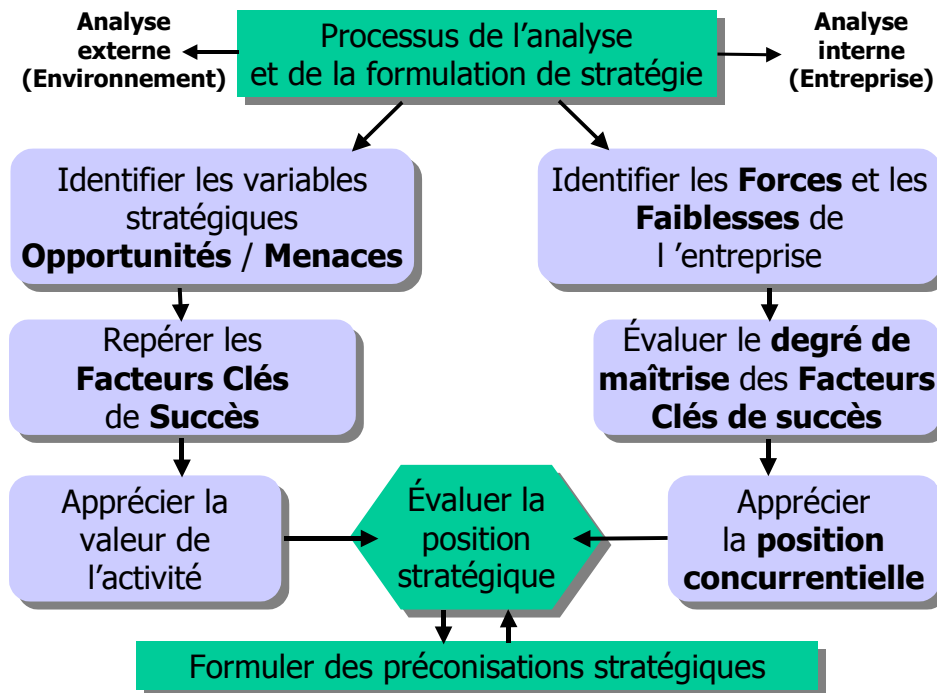 Analyse
externe
(Environnement)
Processus de l’analyse
et de la formulation de stratégie
Analyse
interne
(Entreprise)
Identifier les variables
stratégiques
Opportunités / Menaces
Identifier les Forces et les
Faiblesses de
l ’entreprise
Repérer les
Facteurs Clés
de Succès
Évaluer le degré de
maîtrise des Facteurs
Clés de succès
Apprécier la
valeur de
l’activité
Évaluer la
position
stratégique
Apprécier
la position
concurrentielle
Formuler des préconisations stratégiques